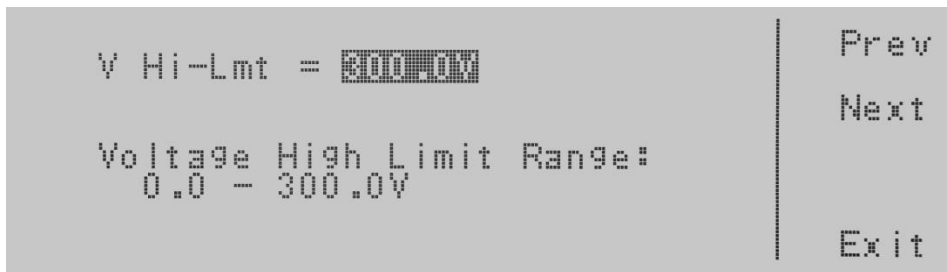 V Hi-Lmt = 300.0V
Voltage High Limit Range:
0.0 - 300.0V
Prev
Next
Exit